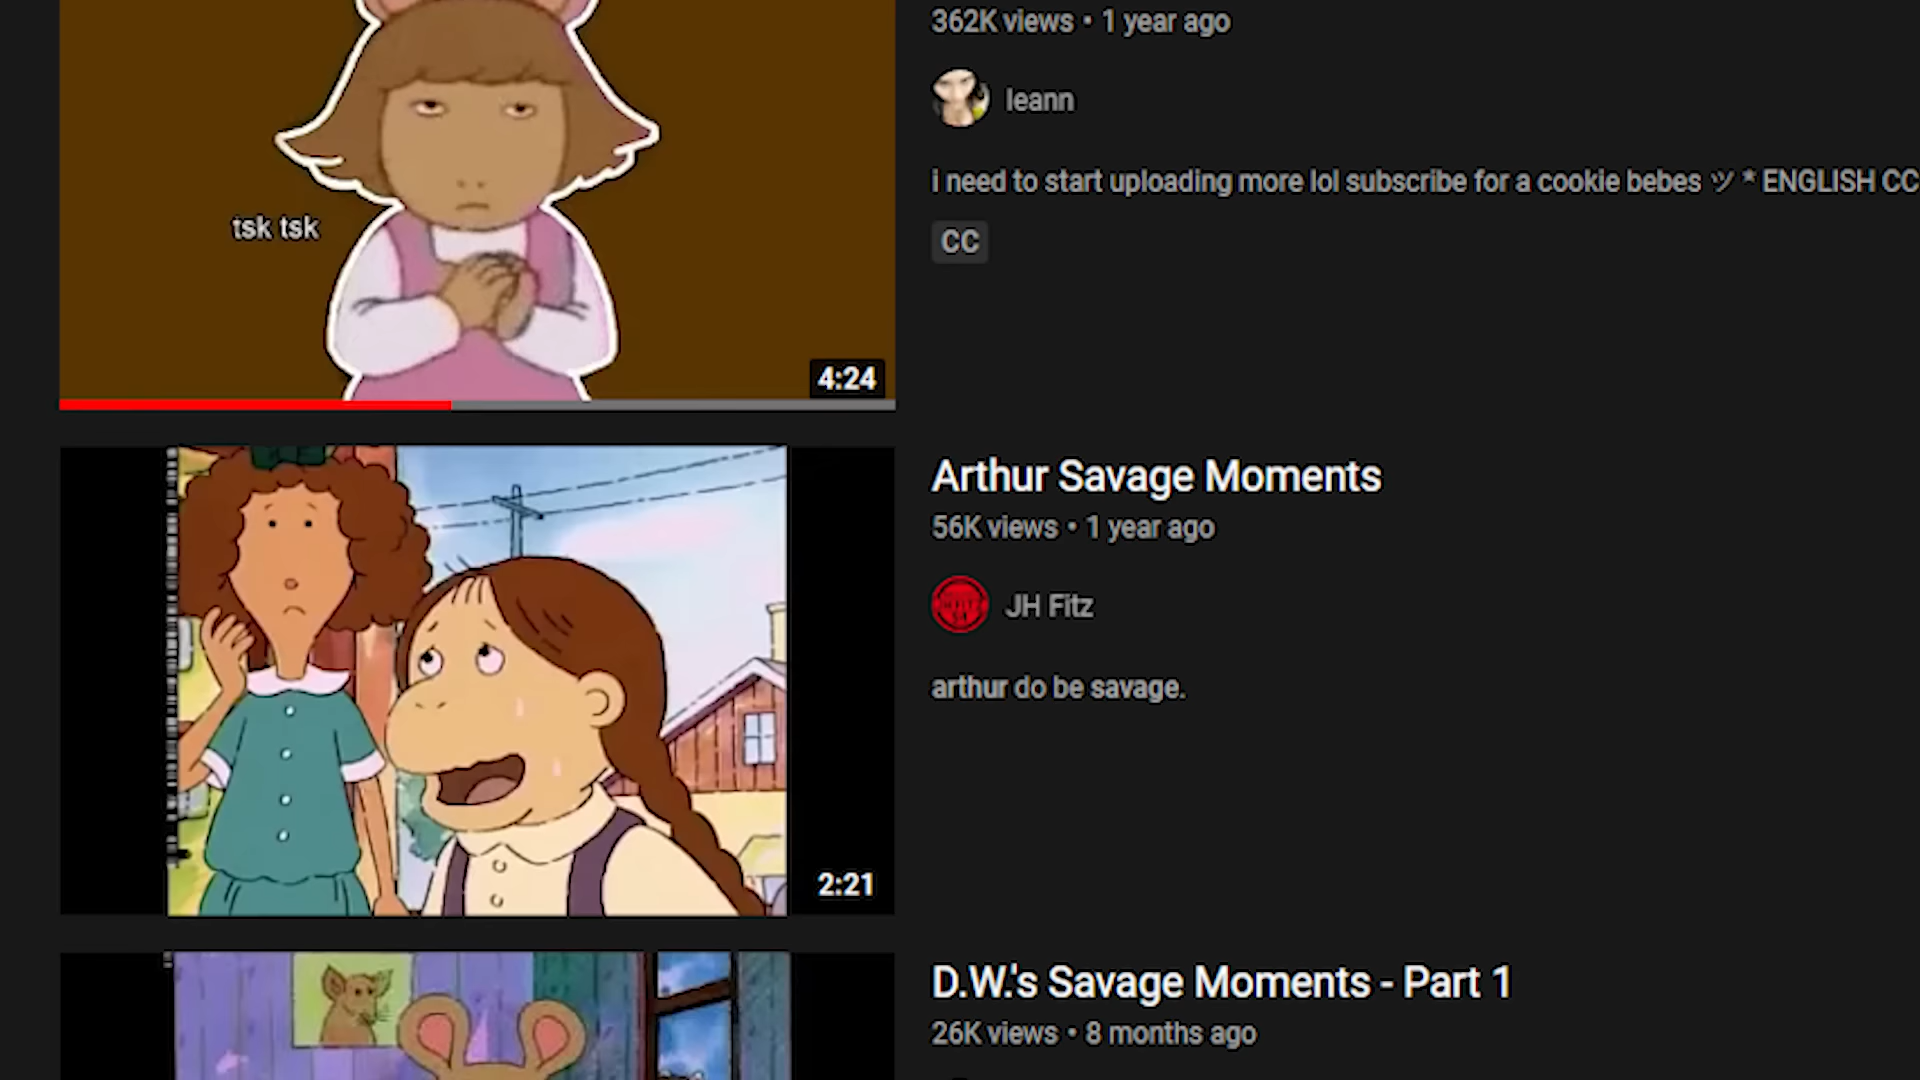 362K views • 1 year ago
leann
i need to start uploading more lol subscribe for a cookie bebes ツ * ENGLISH CC
CC
tsk tsk
4:24
Arthur Savage Moments
56K views • 1 year ago
JH Fitz
arthur do be savage.
2:21
D.W.'s Savage Moments - Part 1
26K views • 8 months ago